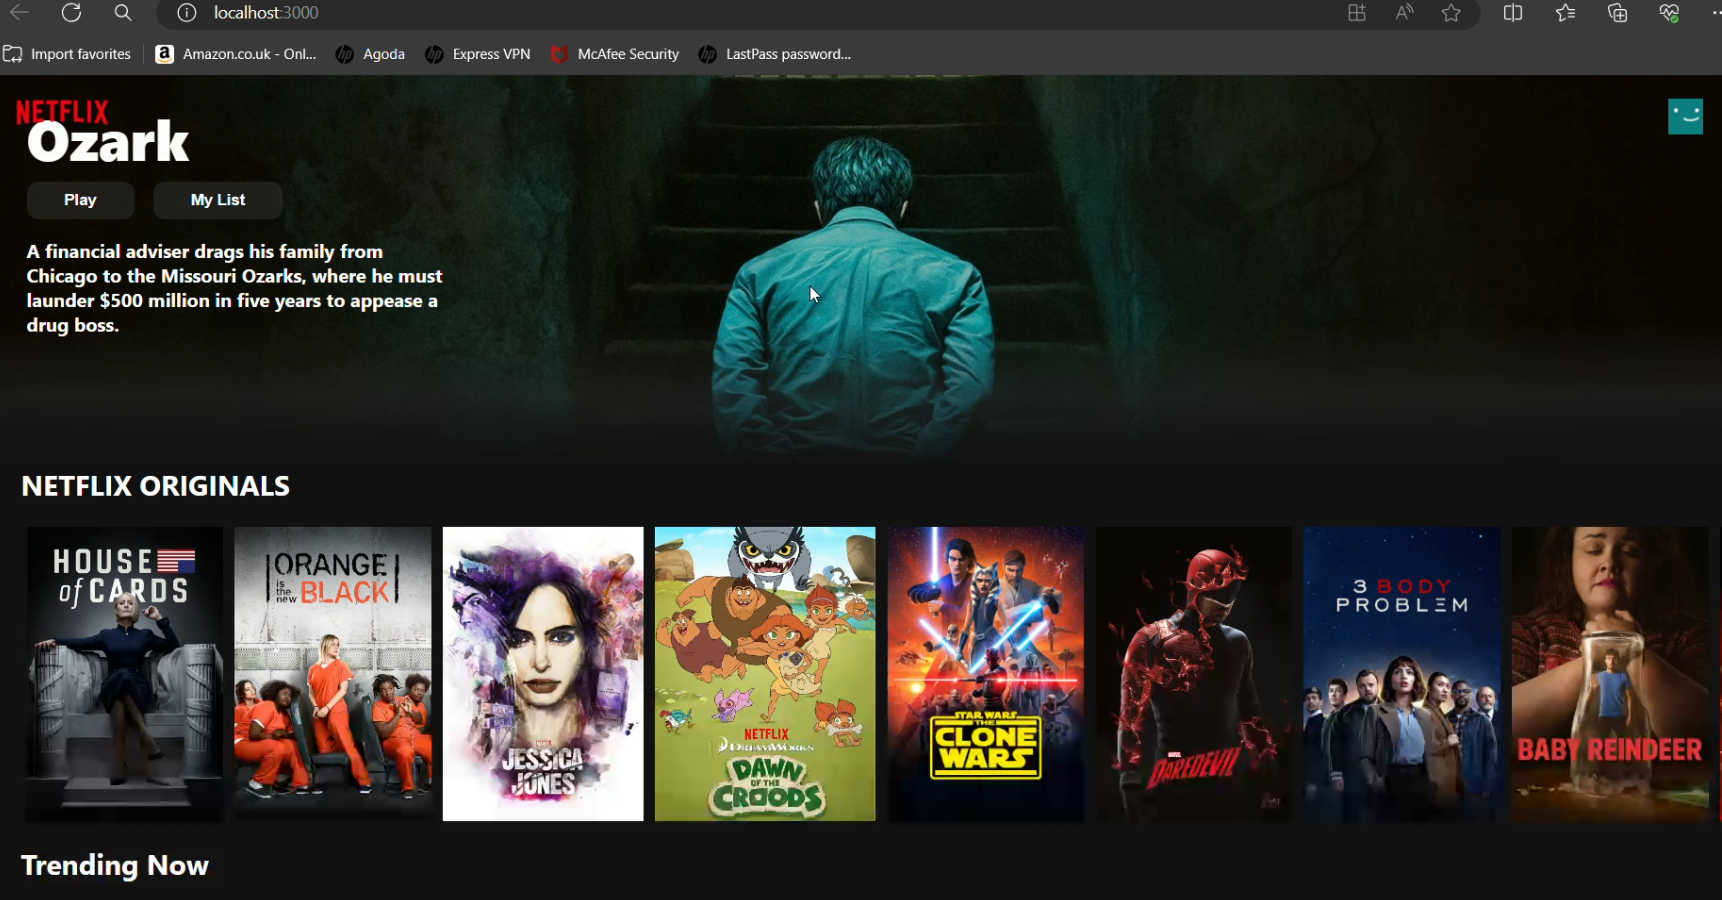 localhost:3000
Import favorites
Amazon.co.uk - Onl...
Agoda
Express VPN
McAfee Security
LastPass password...
NETFLIX
Ozark
Play
My List
A financial adviser drags his family from
Chicago to the Missouri Ozarks, where he must
launder $500 million in five years to appease a
drug boss.
NETFLIX ORIGINALS
HOUSE
of CARDS
ORANGE
is the new BLACK
MARVEL
JESSICA
JONES
NETFLIX
DREAMWORKS
DAWN
OF THE
CROODS
STAR WARS
THE
CLONE
WARS
MARVEL
DAREDEVIL
3 BODY
PROBLEM
BABY REINDEER
Trending Now